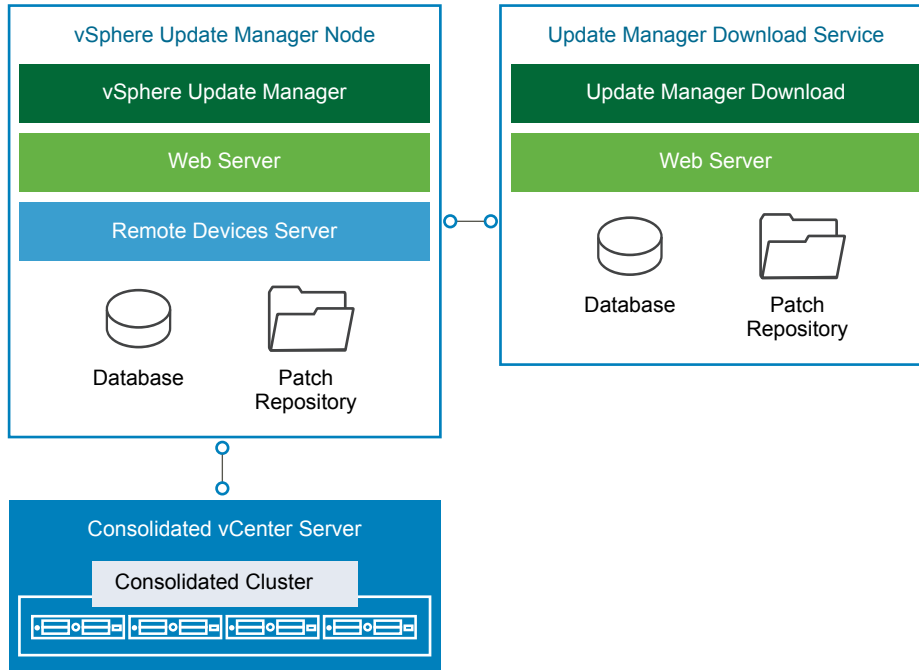 vSphere Update Manager Node
vSphere Update Manager
Web Server
Remote Devices Server
Database
Patch
Repository
Update Manager Download Service
Update Manager Download
Web Server
Database
Patch
Repository
Consolidated vCenter Server
Consolidated Cluster